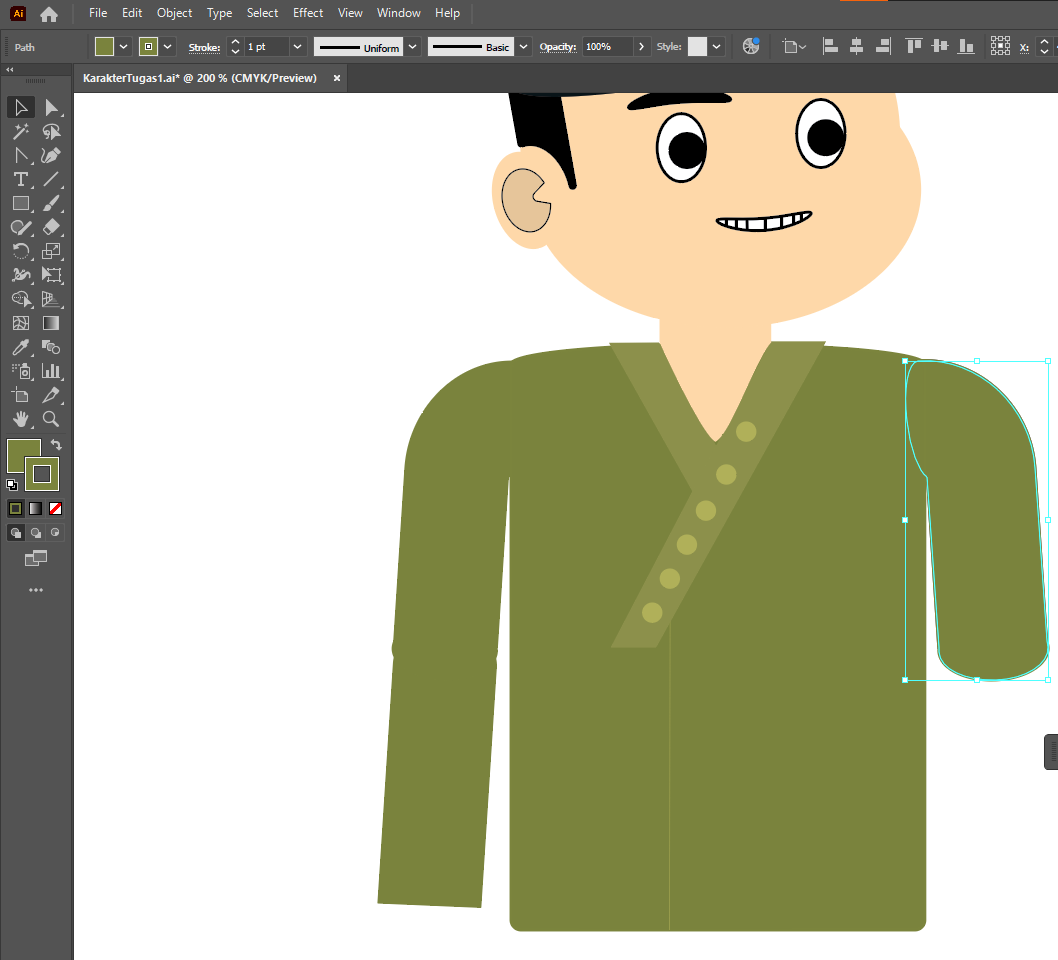 Ai File Edit Object Type Select Effect View Window Help
Path Stroke: 1 pt Uniform Basic Opacity: 100% Style: X:
KarakterTugas1.ai* @ 200 % (CMYK/Preview) ×